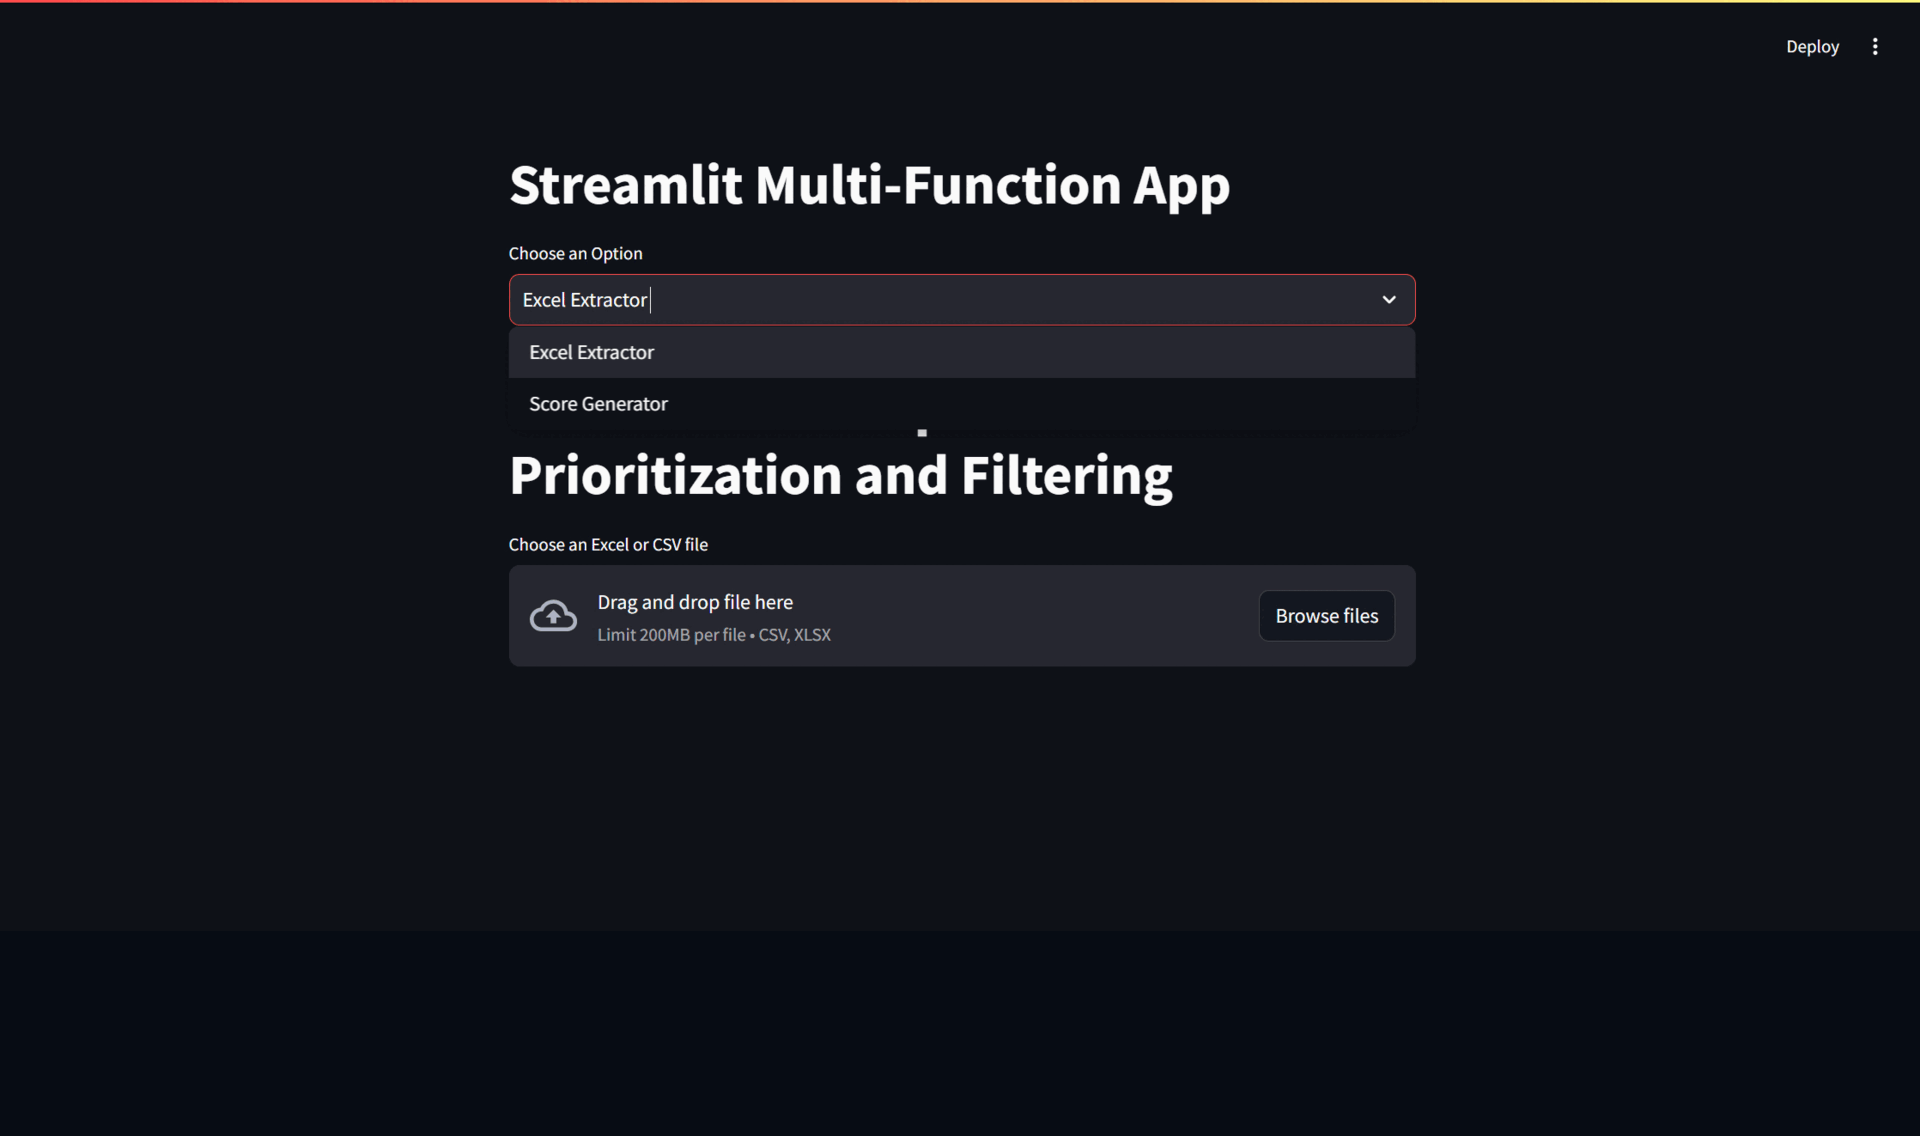 Deploy
Streamlit Multi-Function App
Choose an Option
Excel Extractor
Excel Extractor
Score Generator
Prioritization and Filtering
Choose an Excel or CSV file
Drag and drop file here
Limit 200MB per file • CSV, XLSX
Browse files